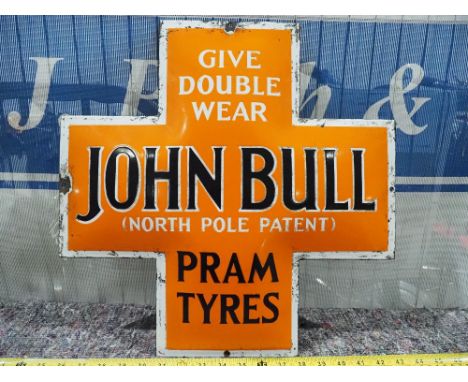 GIVE
DOUBLE
WEAR
JOHN BULL
(NORTH POLE PATENT)
PRAM
TYRES